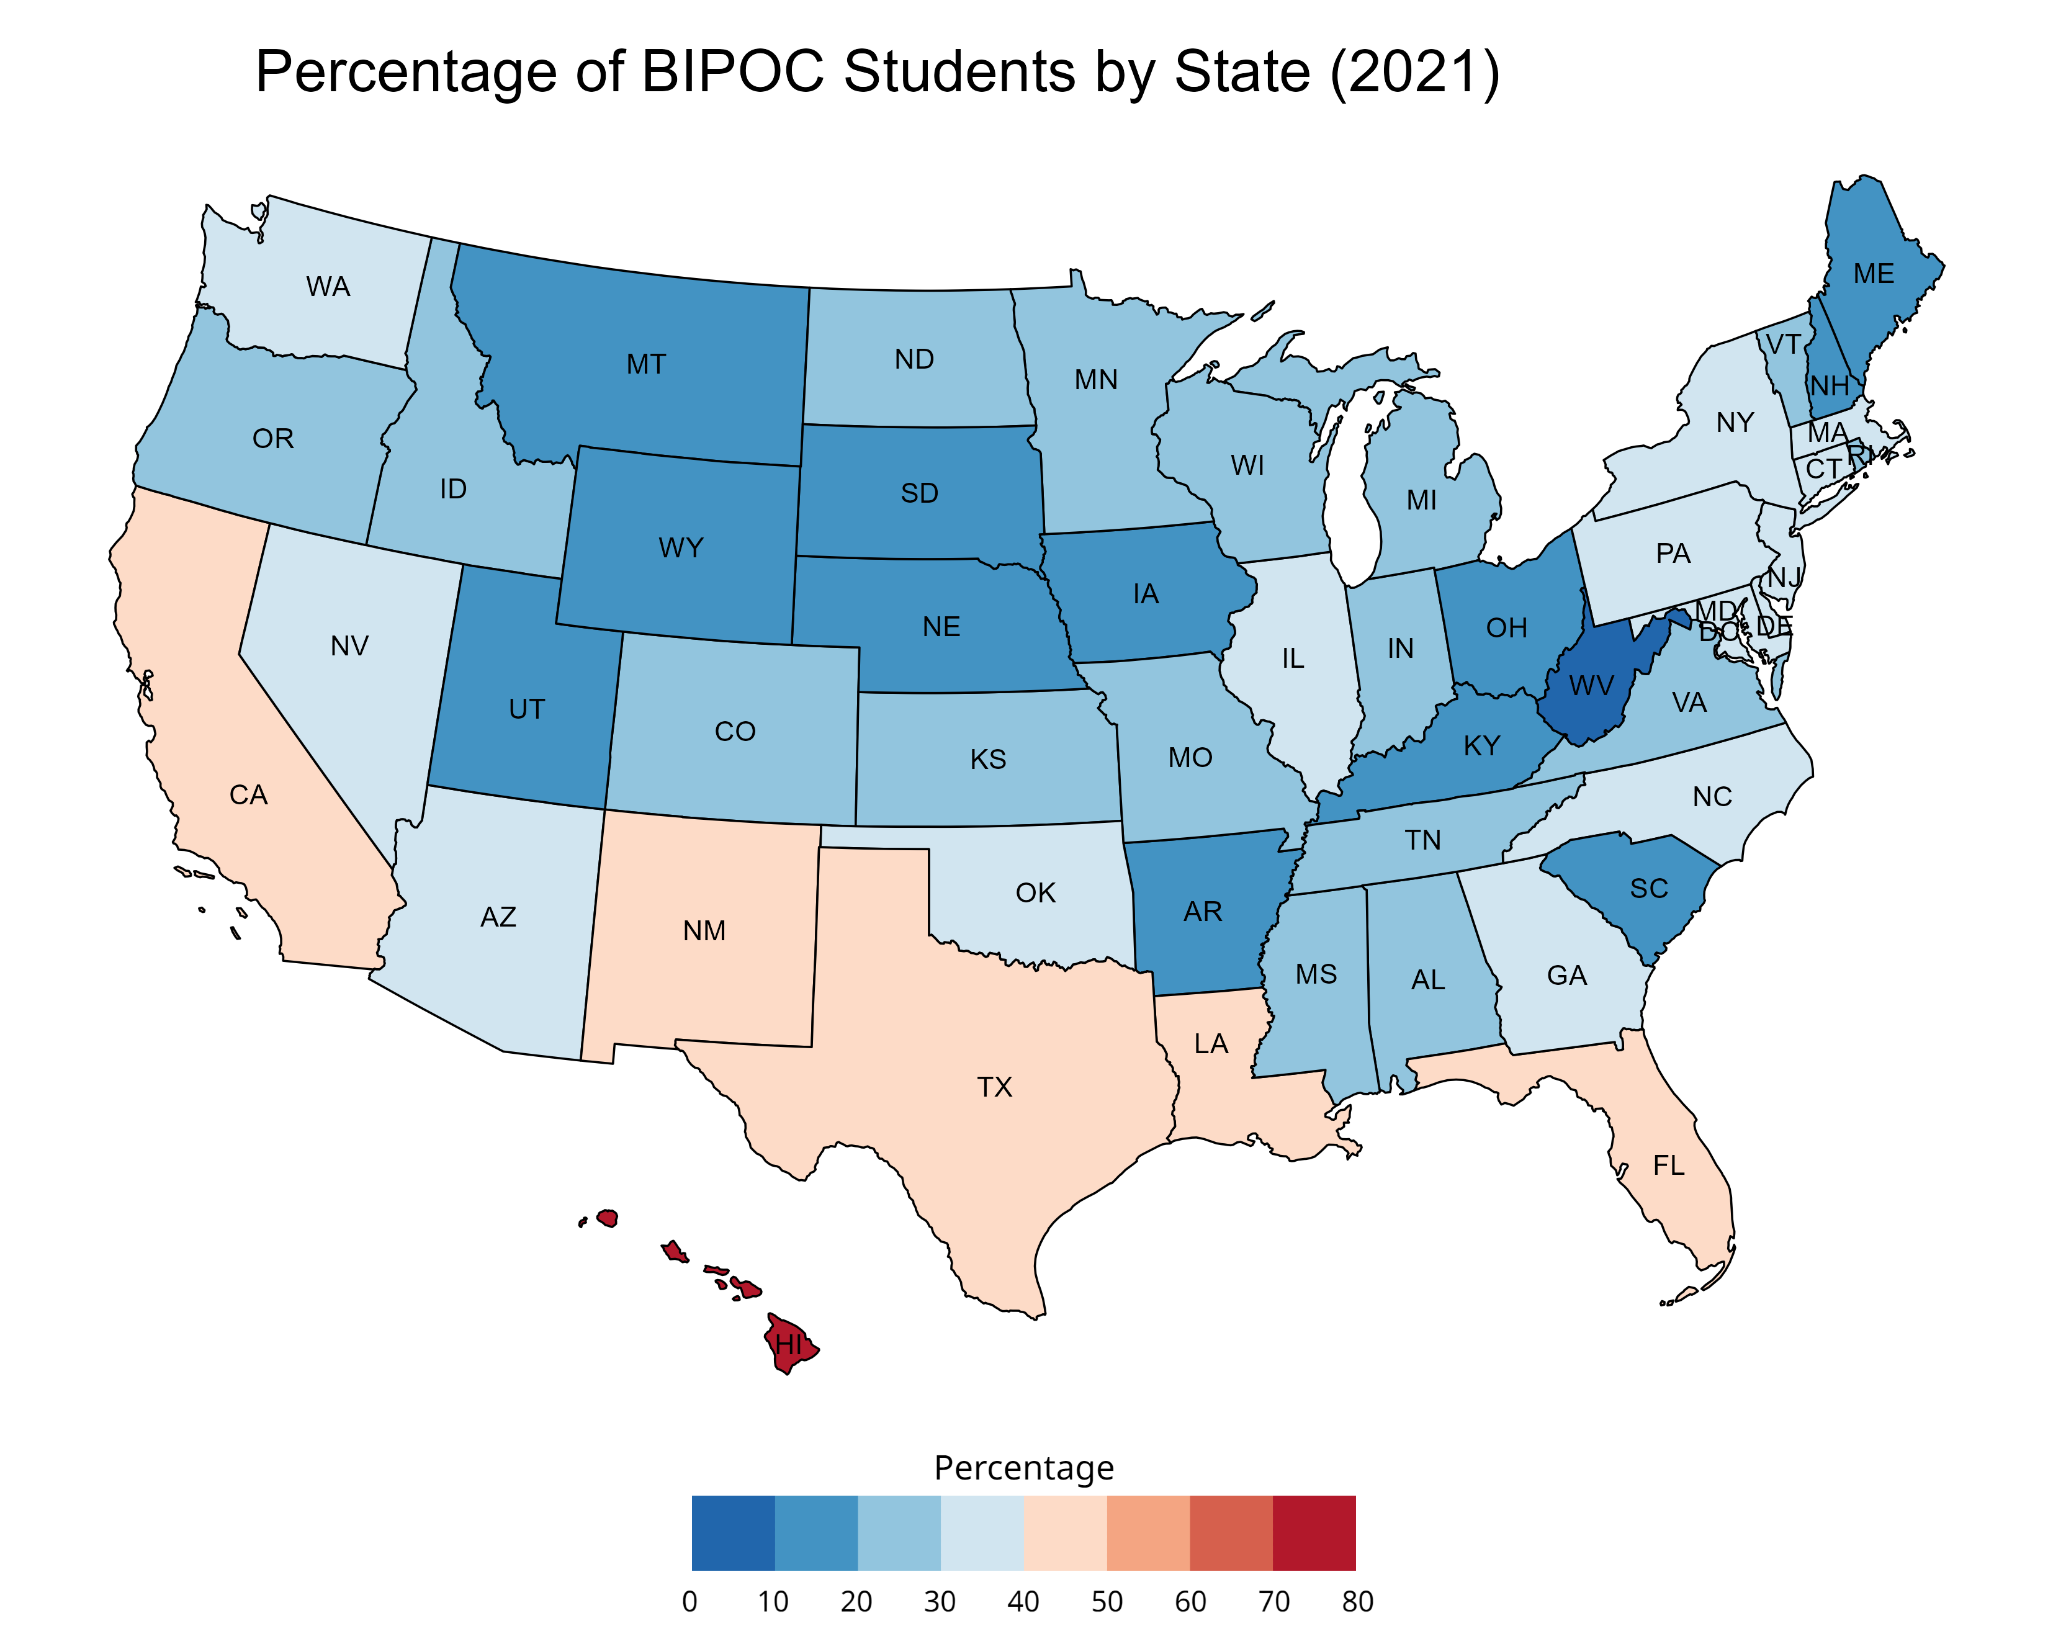 Percentage of BIPOC Students by State (2021)
ME
WA
VT
MT
ND
MN
NH
NY
MA
OR
RI
WI
CT
ID
SD
MI
WY
PA
NJ
IA
MD
NE
OH
DE
DC
NV
IN
IL
WV
UT
VA
CO
KY
KS
MO
CA
NC
TN
OK
SC
AZ
AR
NM
MS
AL
GA
LA
TX
FL
HI
Percentage
0 10 20 30 40 50 60 70 80